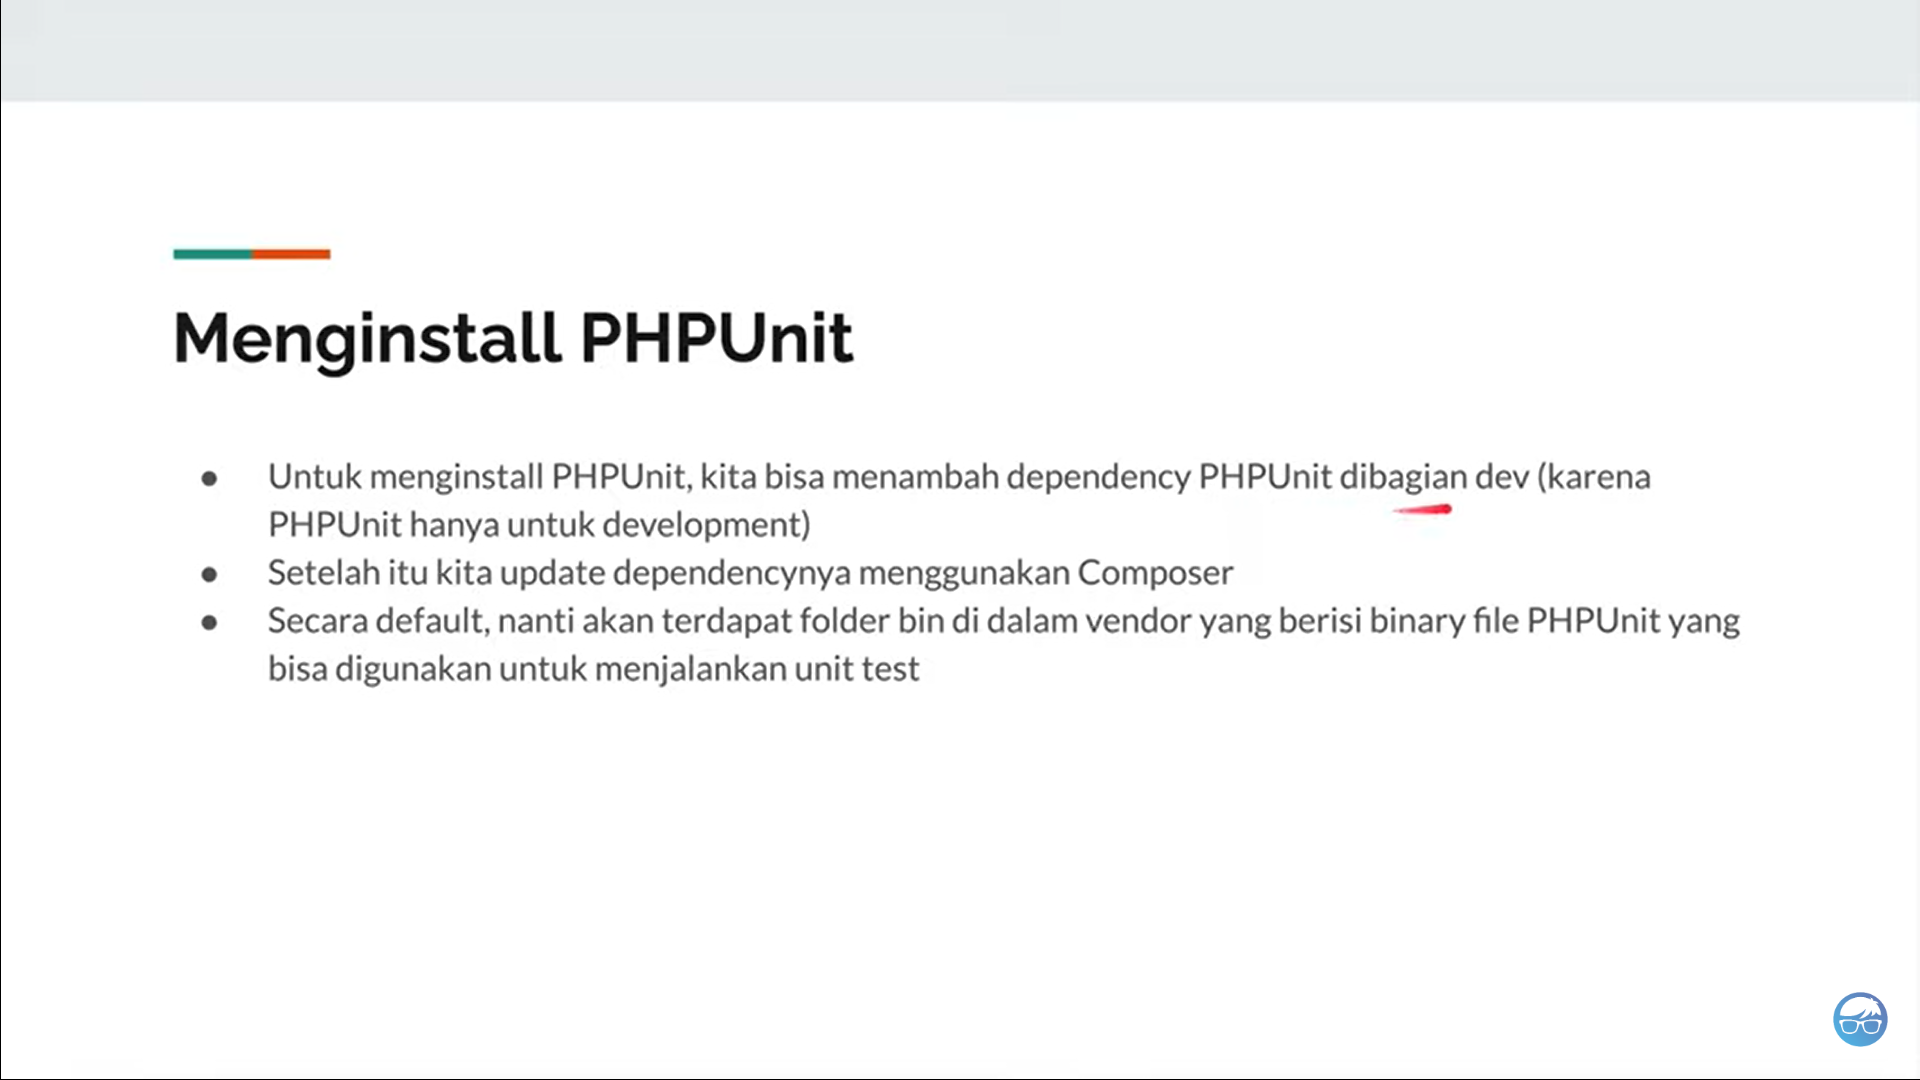 Menginstall PHPUnit
● Untuk menginstall PHPUnit, kita bisa menambah dependency PHPUnit dibagian dev (karena
PHPUnit hanya untuk development)
● Setelah itu kita update dependencynya menggunakan Composer
● Secara default, nanti akan terdapat folder bin di dalam vendor yang berisi binary file PHPUnit yang
bisa digunakan untuk menjalankan unit test